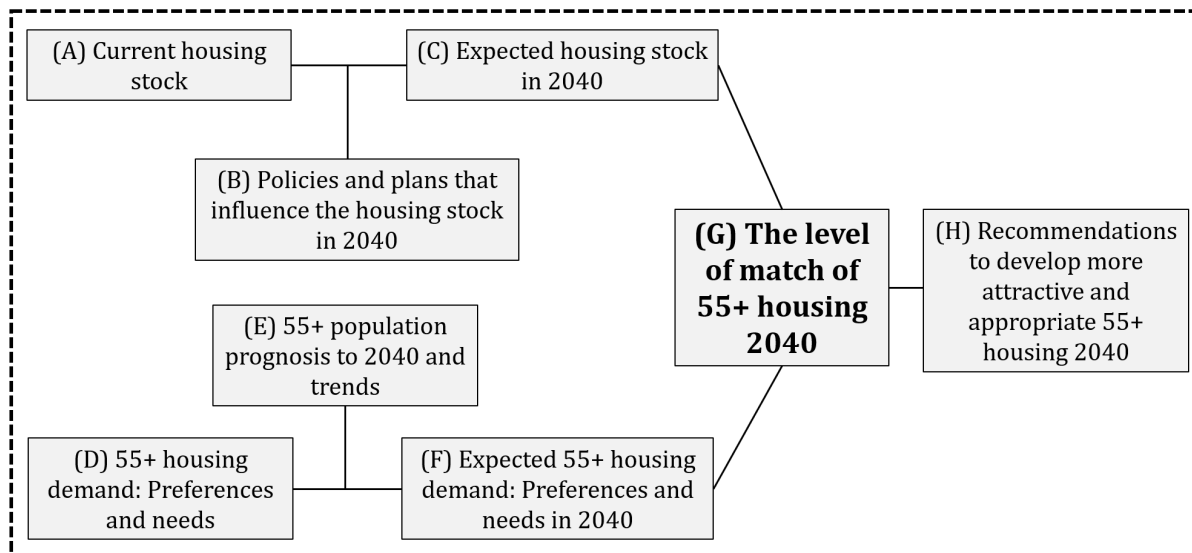 (A) Current housing
stock
(C) Expected housing stock
in 2040
(B) Policies and plans that
influence the housing stock
in 2040
(G) The level
of match of
55+ housing
2040
(H) Recommendations
to develop more
attractive and
appropriate 55+
housing 2040
(E) 55+ population
prognosis to 2040 and
trends
(D) 55+ housing
demand: Preferences
and needs
(F) Expected 55+ housing
demand: Preferences and
needs in 2040